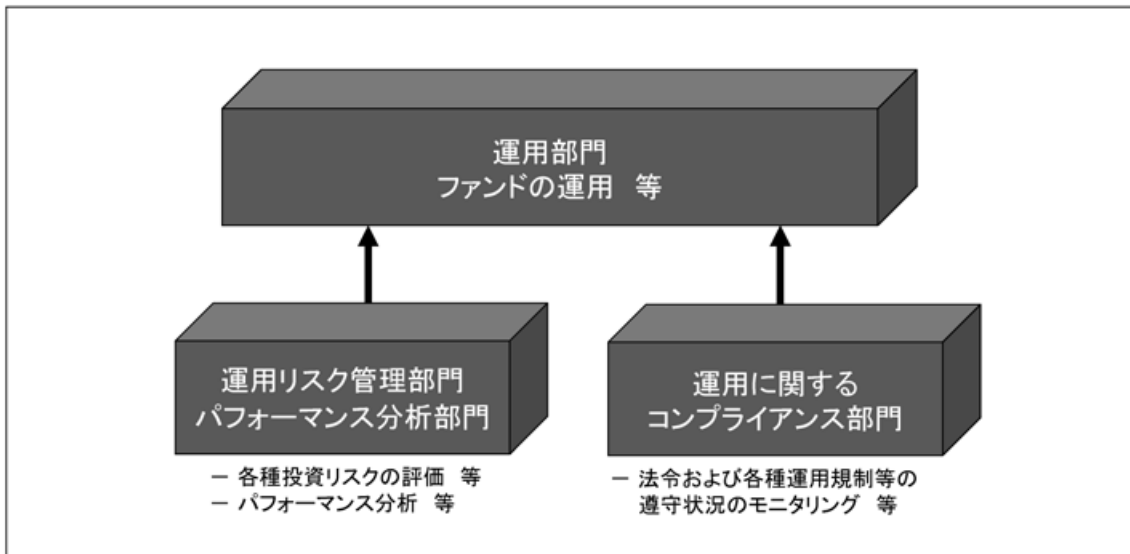 運用部門
ファンドの運用 等
運用リスク管理部門
パフォーマンス分析部門
運用に関する
コンプライアンス部門
－ 各種投資リスクの評価 等
－ パフォーマンス分析 等
－ 法令および各種運用規制等の
遵守状況のモニタリング 等